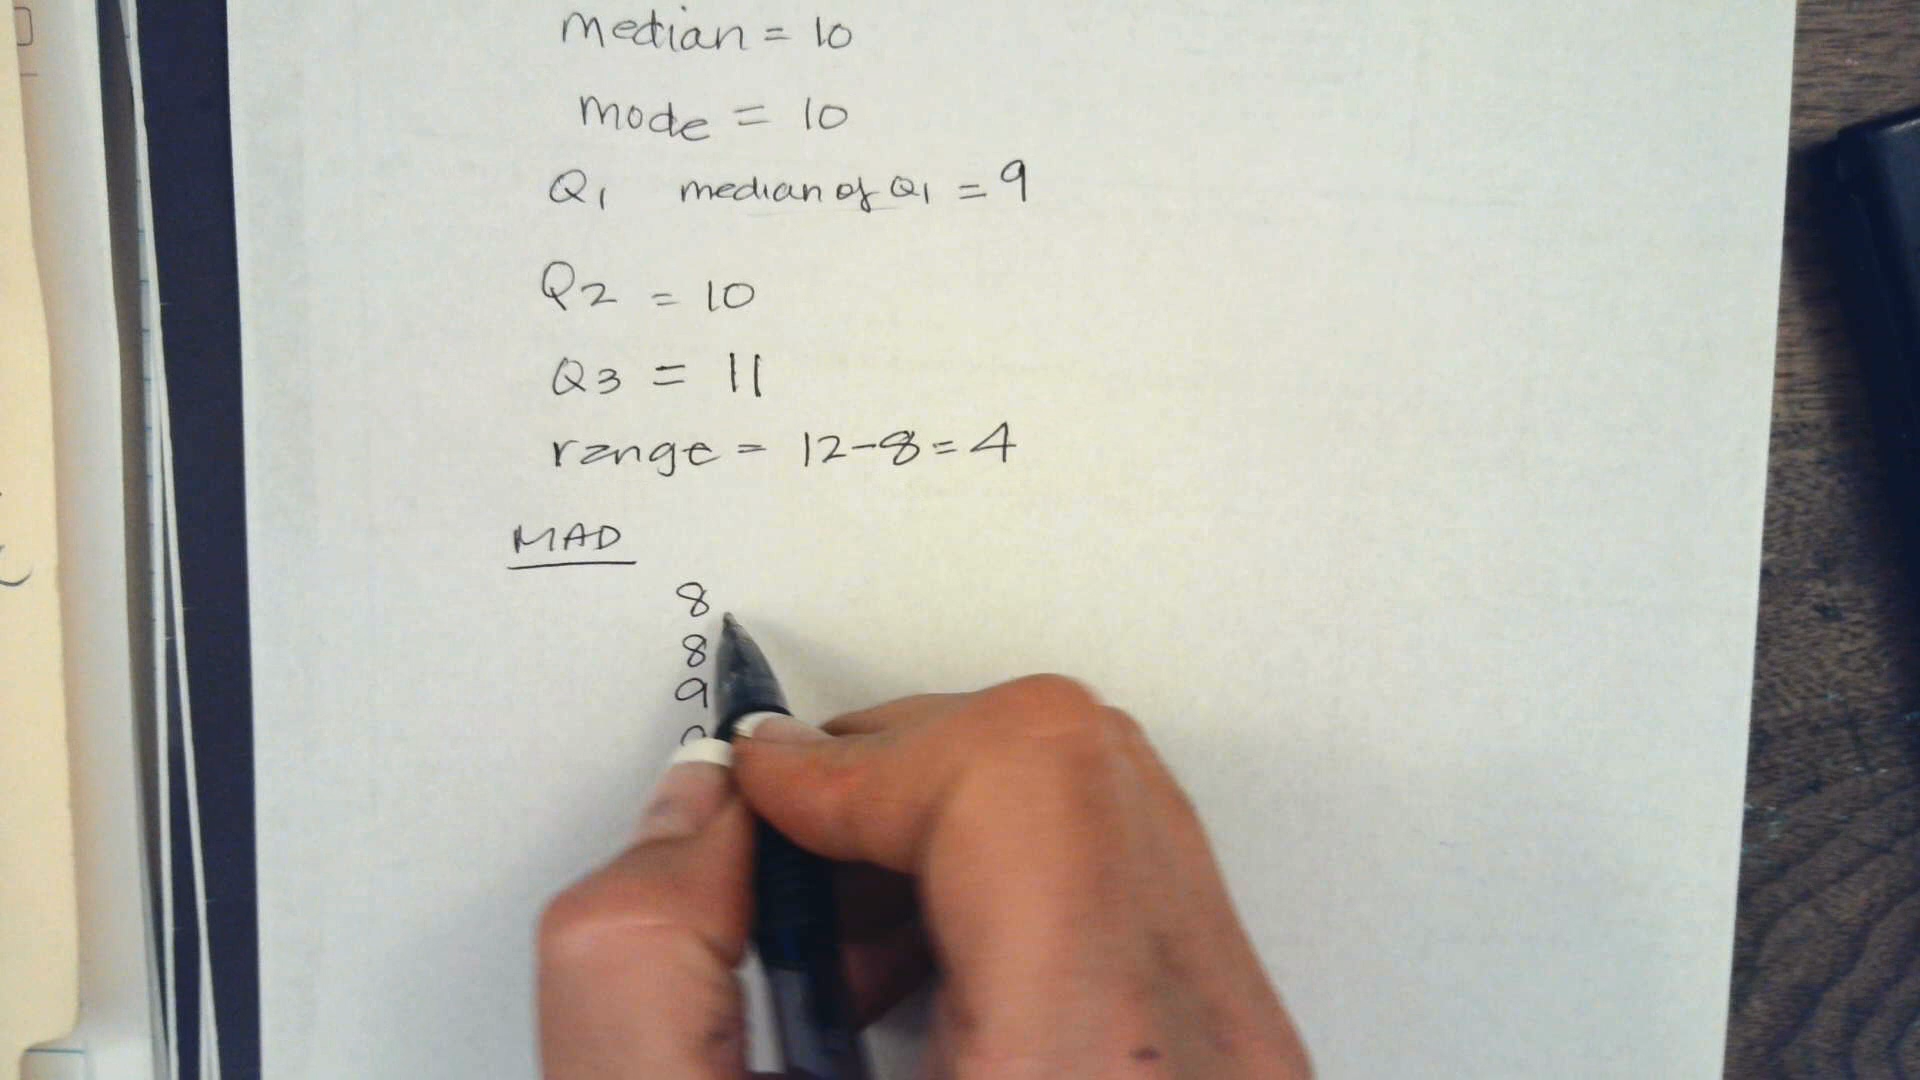 median = 10
mode = 10
Q1 median of Q1 = 9
Q2 = 10
Q3 = 11
range = 12-8=4
MAD
8
8
9